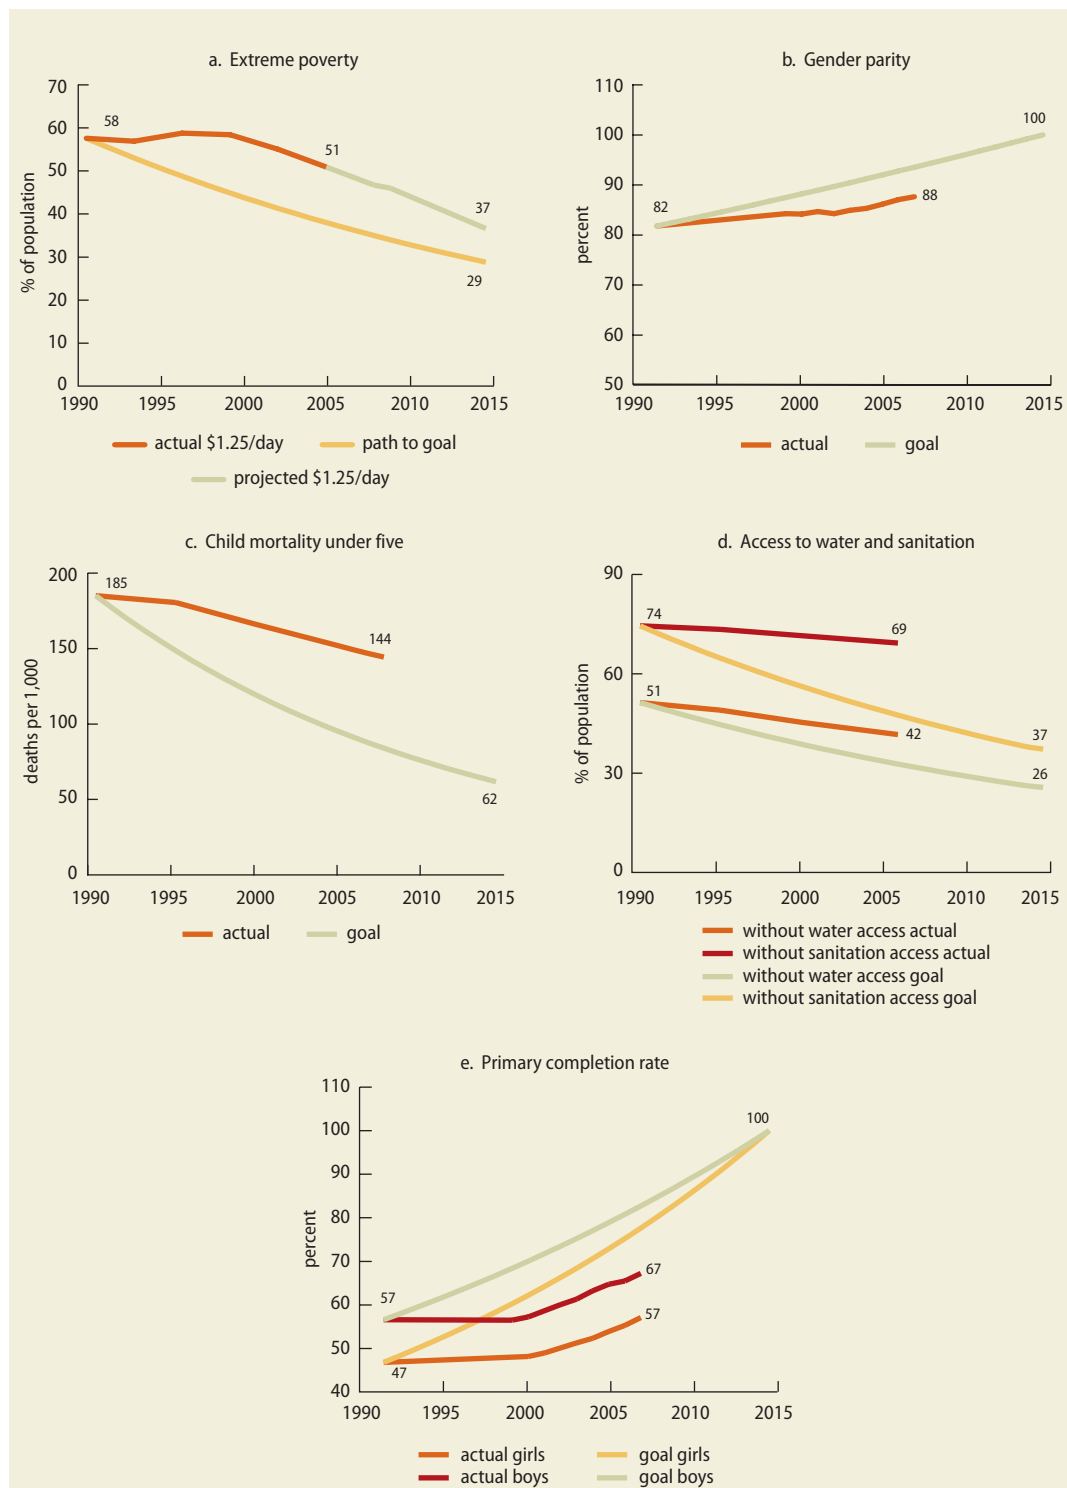 a. Extreme poverty
70
60
50
40
30
20
10
0
% of population
58
51
37
29
1990 1995 2000 2005 2010 2015
actual $1.25/day path to goal
projected $1.25/day
b. Gender parity
110
100
90
80
70
60
50
percent
82
100
88
1990 1995 2000 2005 2010 2015
actual goal
c. Child mortality under five
200
150
100
50
0
deaths per 1,000
185
144
62
1990 1995 2000 2005 2010 2015
actual goal
d. Access to water and sanitation
90
60
30
0
% of population
74
69
51
42
37
26
1990 1995 2000 2005 2010 2015
without water access actual
without sanitation access actual
without water access goal
without sanitation access goal
e. Primary completion rate
110
100
90
80
70
60
50
40
percent
100
57
67
57
47
1990 1995 2000 2005 2010 2015
actual girls goal girls
actual boys goal boys